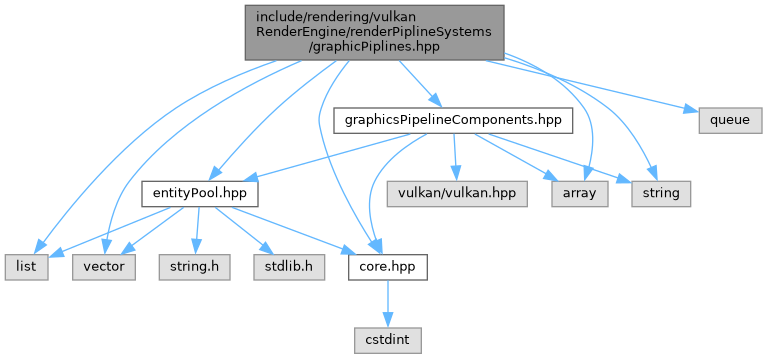 include/rendering/vulkan
RenderEngine/renderPiplineSystems
/graphicPiplines.hpp
graphicsPipelineComponents.hpp
queue
entityPool.hpp
vulkan/vulkan.hpp
array
string
list
vector
string.h
stdlib.h
core.hpp
cstdint